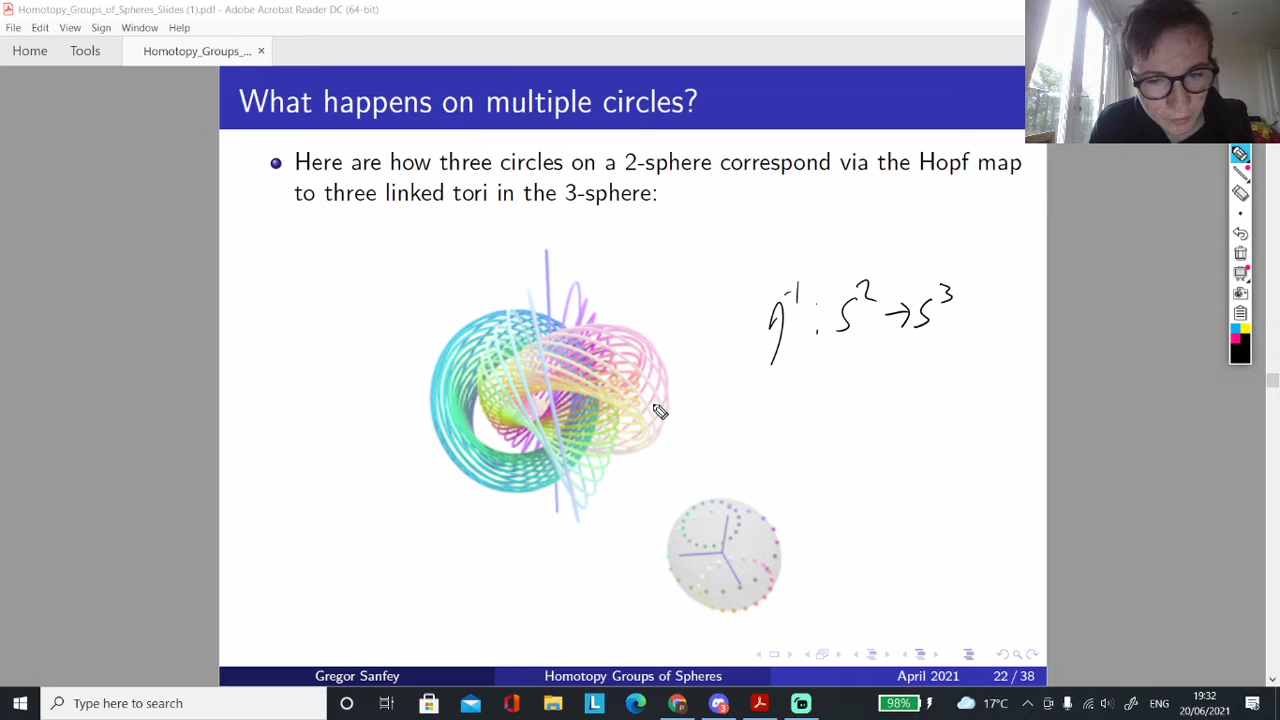 Homotopy_Groups_of_Spheres_Slides (1).pdf - Adobe Acrobat Reader DC (64-bit)
File Edit View Sign Window Help
Home Tools Homotopy_Groups_... ×
What happens on multiple circles?
Here are how three circles on a 2-sphere correspond via the Hopf map
to three linked tori in the 3-sphere:
η⁻¹ : S² → S³
Gregor Sanfey Homotopy Groups of Spheres April 2021 22 / 38
Type here to search 98% 17°C ENG 19:32
20/06/2021